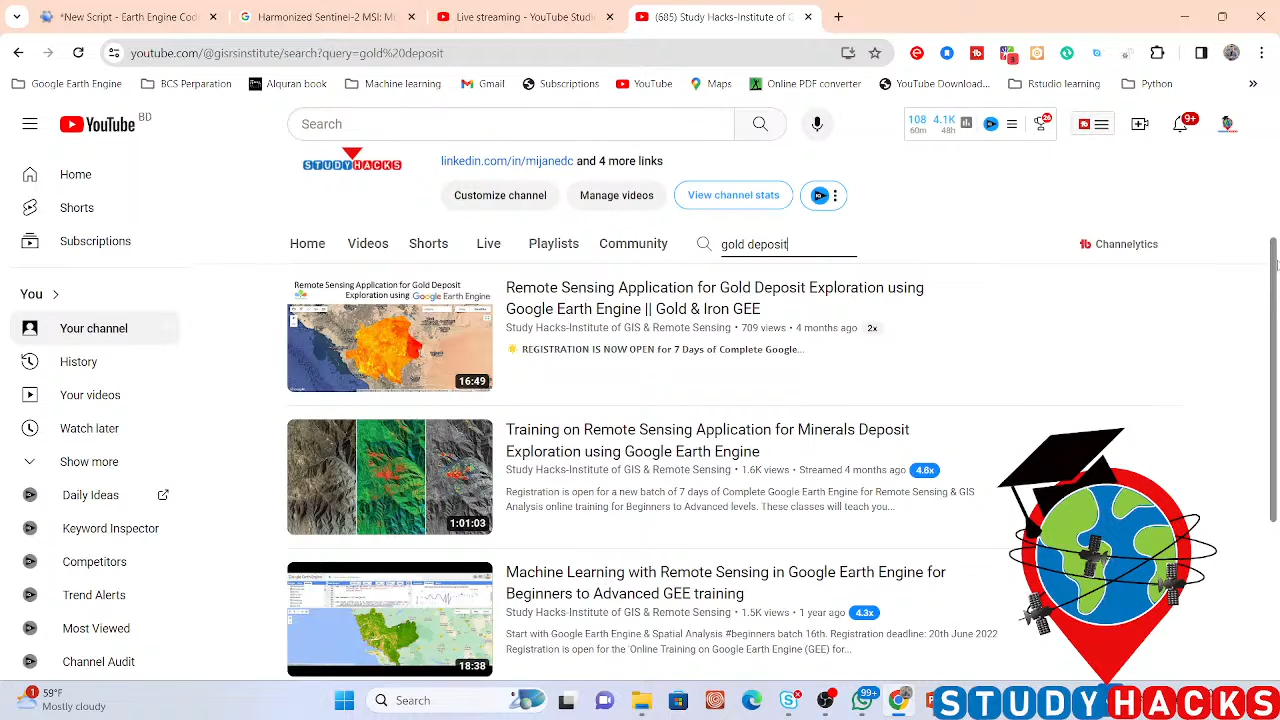 *New Script - Earth Engine Cod
Harmonized Sentinel-2 MSI: M
Live streaming - YouTube Studi
(685) Study Hacks-Institute of G
youtube.com/@gisrsinstitute/search?query=gold%20deposit
Google Earth Engine
BCS Separation
Alquran book
Machine learning
Gmail
Subscriptions
YouTube
Maps
Online PDF converter
YouTube Download...
Rstudio learning
Python
YouTube
BD
Search
108 4.1K
60m 48h
26
9+
STUDYHACKS
linkedin.com/in/mijanedc and 4 more links
Customize channel
Manage videos
View channel stats
Home
Shorts
Subscriptions
You
Your channel
History
Your videos
Watch later
Show more
Daily Ideas
Keyword Inspector
Competitors
Trend Alerts
Most Viewed
Channel Audit
Home Videos Shorts Live Playlists Community
gold deposit
Channelytics
Remote Sensing Application for Gold Deposit
Exploration using Google Earth Engine
16:49
Remote Sensing Application for Gold Deposit Exploration using
Google Earth Engine || Gold & Iron GEE
Study Hacks-Institute of GIS & Remote Sensing • 709 views • 4 months ago 2x
REGISTRATION IS NOW OPEN for 7 Days of Complete Google...
1:01:03
Training on Remote Sensing Application for Minerals Deposit
Exploration using Google Earth Engine
Study Hacks-Institute of GIS & Remote Sensing • 1.6K views • Streamed 4 months ago 4.6x
Registration is open for a new batch of 7 days of Complete Google Earth Engine for Remote Sensing & GIS
Analysis online training for Beginners to Advanced levels. These classes will teach you...
18:38
Machine Learning with Remote Sensing in Google Earth Engine for
Beginners to Advanced GEE training
Study Hacks-Institute of GIS & Remote Sensing • 1.5K views • 1 year ago 4.3x
Start with Google Earth Engine & Spatial Analysis #beginners batch 16th. Registration deadline: 20th June 2022
Registration is open for the 'Online Training on Google Earth Engine (GEE) for...
59°F
Mostly cloudy
Search
99+
STUDYHACKS